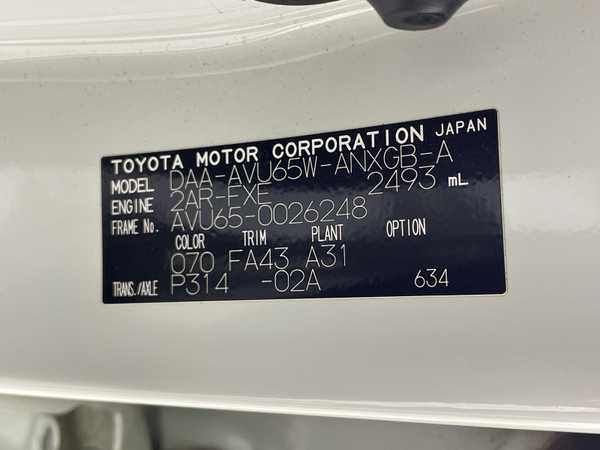 TOYOTA MOTOR CORPORATION JAPAN
MODEL DAA-AVU65W-ANXGB-A
ENGINE 2AR-FXE 2493 mL
FRAME No. AVU65-0026248
COLOR TRIM PLANT OPTION
070 FA43 A31
TRANS./AXLE P314 -02A 634